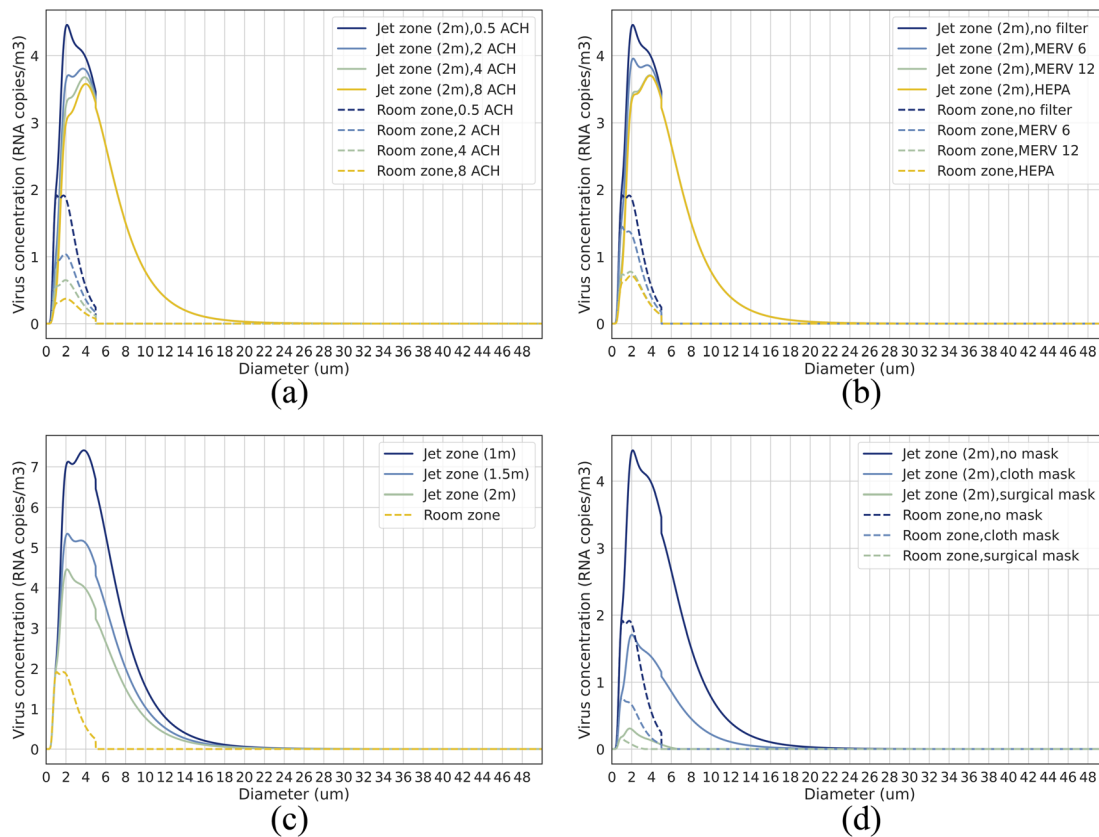 Jet zone (2m),0.5 ACH
Jet zone (2m),2 ACH
Jet zone (2m),4 ACH
Jet zone (2m),8 ACH
Room zone,0.5 ACH
Room zone,2 ACH
Room zone,4 ACH
Room zone,8 ACH
Virus concentration (RNA copies/m3)
4
3
2
1
0
0 2 4 6 8 10 12 14 16 18 20 22 24 26 28 30 32 34 36 38 40 42 44 46 48
Diameter (um)
(a)
Jet zone (2m),no filter
Jet zone (2m),MERV 6
Jet zone (2m),MERV 12
Jet zone (2m),HEPA
Room zone,no filter
Room zone,MERV 6
Room zone,MERV 12
Room zone,HEPA
Virus concentration (RNA copies/m3)
4
3
2
1
0
0 2 4 6 8 10 12 14 16 18 20 22 24 26 28 30 32 34 36 38 40 42 44 46 48
Diameter (um)
(b)
Jet zone (1m)
Jet zone (1.5m)
Jet zone (2m)
Room zone
Virus concentration (RNA copies/m3)
7
6
5
4
3
2
1
0
0 2 4 6 8 10 12 14 16 18 20 22 24 26 28 30 32 34 36 38 40 42 44 46 48
Diameter (um)
(c)
Jet zone (2m),no mask
Jet zone (2m),cloth mask
Jet zone (2m),surgical mask
Room zone,no mask
Room zone,cloth mask
Room zone,surgical mask
Virus concentration (RNA copies/m3)
4
3
2
1
0
0 2 4 6 8 10 12 14 16 18 20 22 24 26 28 30 32 34 36 38 40 42 44 46 48
Diameter (um)
(d)